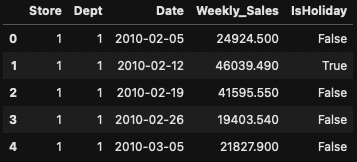 Store Dept Date Weekly_Sales IsHoliday
0 1 1 2010-02-05 24924.500 False
1 1 1 2010-02-12 46039.490 True
2 1 1 2010-02-19 41595.550 False
3 1 1 2010-02-26 19403.540 False
4 1 1 2010-03-05 21827.900 False